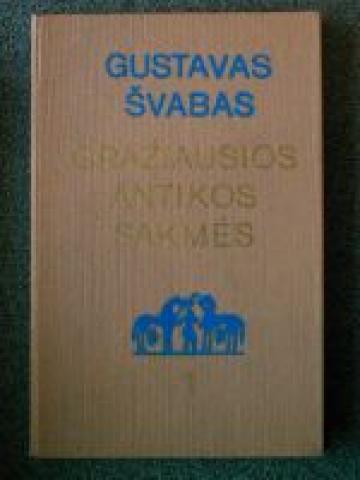 GUSTAVAS
ŠVABAS
GRAŽIAUSIOS
ANTIKOS
SAKMĖS
1